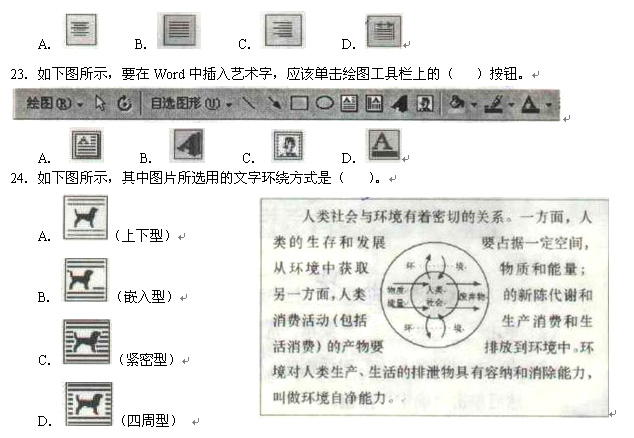 A. B. C. D.
23．如下图所示，要在 Word 中插入艺术字，应该单击绘图工具栏上的（ ）按钮。
绘图(R) 自选图形(U) A
A. B. C. D. A
24．如下图所示，其中图片所选用的文字环绕方式是（ ）。
A. （上下型）
B. （嵌入型）
C. （紧密型）
D. （四周型）
人类社会与环境有着密切的关系。一方面，人
类的生存和发展 要占据一定空间，
从环境中获取 环 境 物质和能量；
另一方面，人类 物质 能量 人类 社会 废弃物 的新陈代谢和
消费活动（包括 生产消费和生
活消费）的产物要 环 境 排放到环境中。环
境对人类生产、生活的排泄物具有容纳和消除能力，
叫做环境自净能力。